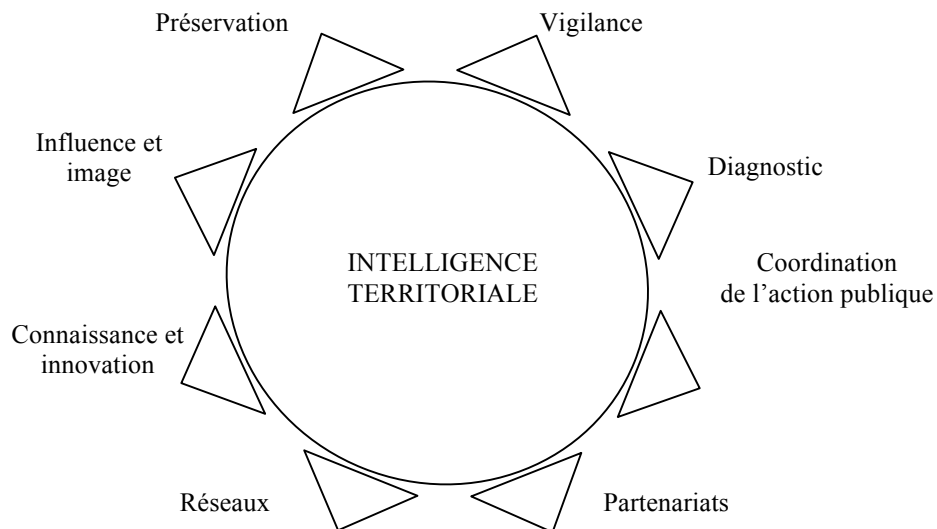 Préservation
Vigilance
Influence et
image
Diagnostic
INTELLIGENCE
TERRITORIALE
Coordination
de l’action publique
Connaissance et
innovation
Réseaux
Partenariats